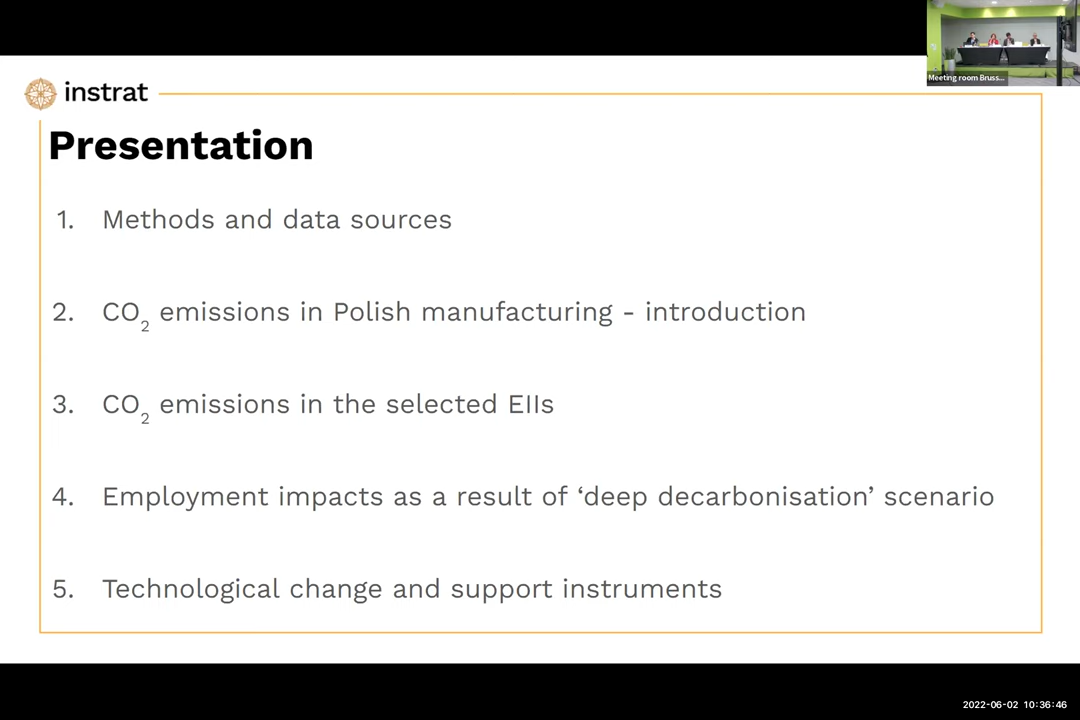 Meeting room Bruss...
instrat
Presentation
1. Methods and data sources
2. CO₂ emissions in Polish manufacturing - introduction
3. CO₂ emissions in the selected EIIs
4. Employment impacts as a result of ‘deep decarbonisation’ scenario
5. Technological change and support instruments
2022-06-02 10:36:46